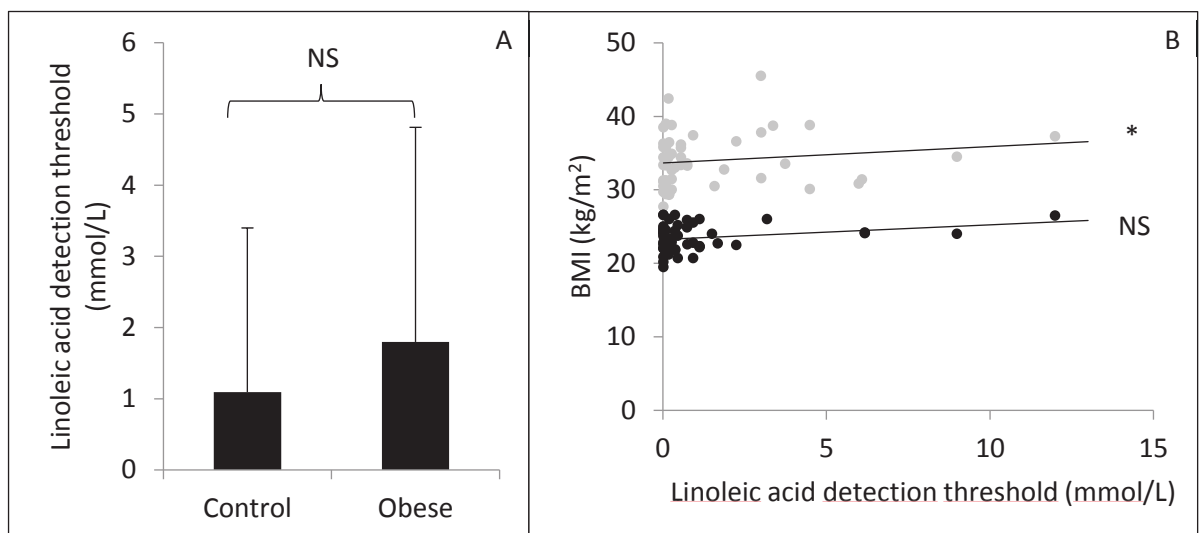 A
NS
Linoleic acid detection threshold
(mmol/L)
6
5
4
3
2
1
0
Control Obese
B
50
40
30
20
10
0
BMI (kg/m²)
*
NS
0 5 10 15
Linoleic acid detection threshold (mmol/L)